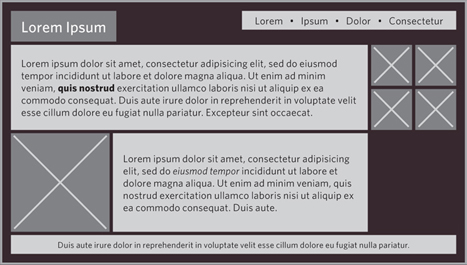 Lorem Ipsum
Lorem • Ipsum • Dolor • Consectetur
Lorem ipsum dolor sit amet, consectetur adipisicing elit, sed do eiusmod
tempor incididunt ut labore et dolore magna aliqua. Ut enim ad minim
veniam, quis nostrud exercitation ullamco laboris nisi ut aliquip ex ea
commodo consequat. Duis aute irure dolor in reprehenderit in voluptate velit
esse cillum dolore eu fugiat nulla pariatur. Excepteur sint occaecat.
Lorem ipsum dolor sit amet, consectetur adipisicing
elit, sed do eiusmod tempor incididunt ut labore et
dolore magna aliqua. Ut enim ad minim veniam, quis
nostrud exercitation ullamco laboris nisi ut aliquip
ex ea commodo consequat. Duis aute.
Duis aute irure dolor in reprehenderit in voluptate velit esse cillum dolore eu fugiat nulla pariatur.